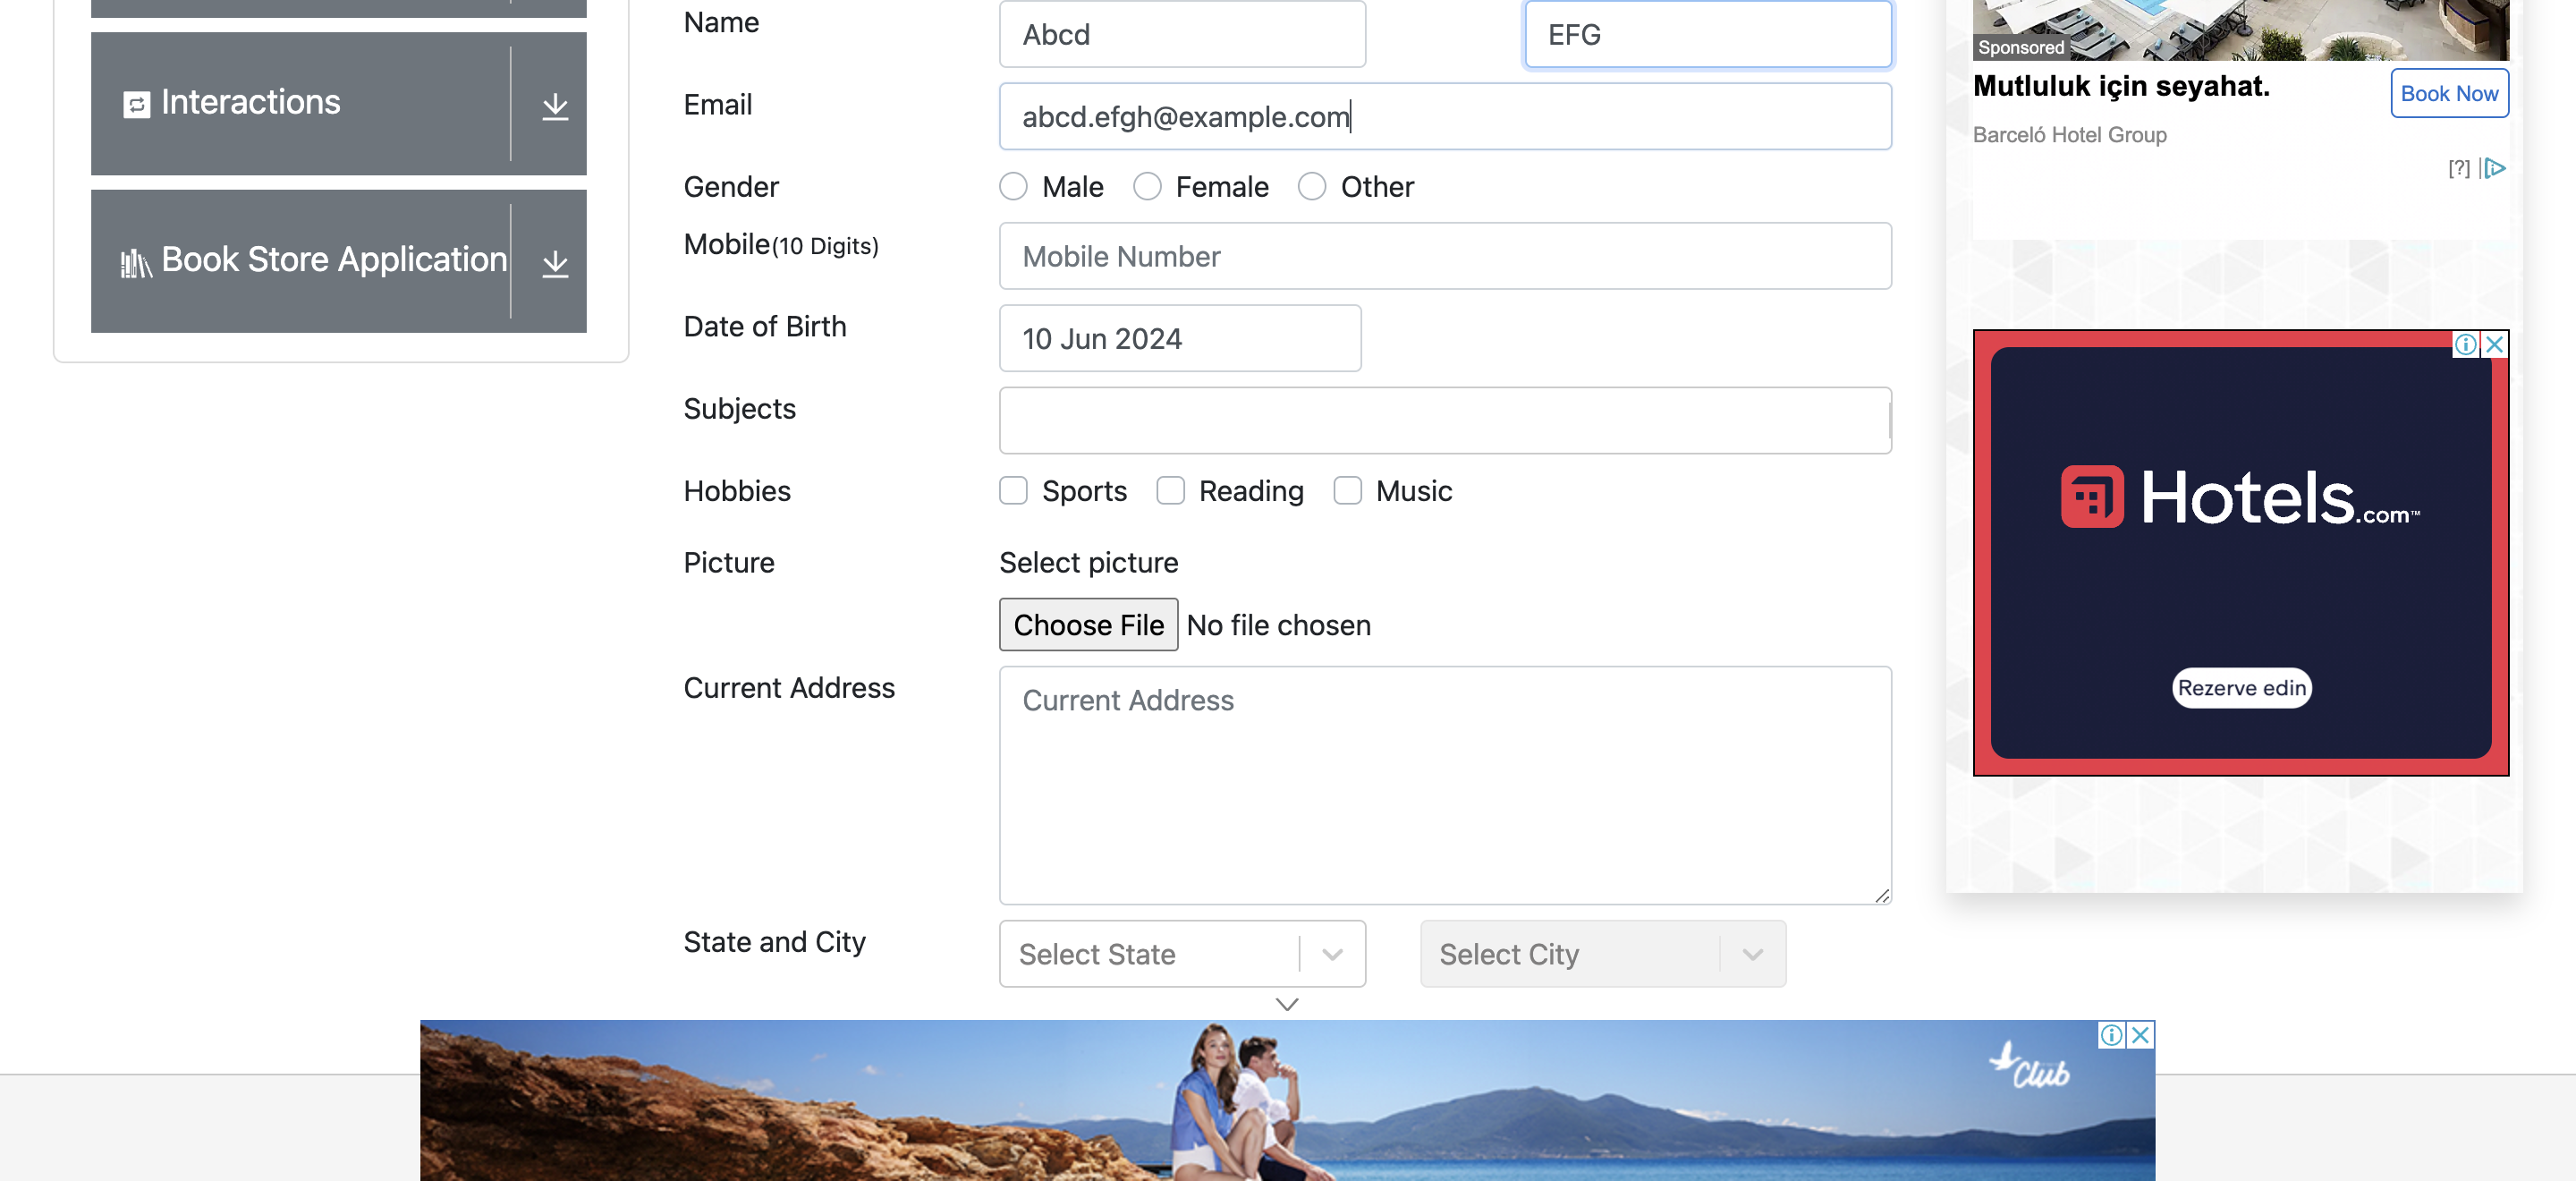 Interactions
Book Store Application
Name
Abcd
EFG
Email
abcd.efgh@example.com
Gender
Male
Female
Other
Mobile(10 Digits)
Mobile Number
Date of Birth
10 Jun 2024
Subjects
Hobbies
Sports
Reading
Music
Picture
Select picture
Choose File
No file chosen
Current Address
Current Address
State and City
Select State
Select City
Sponsored
Mutluluk için seyahat.
Book Now
Barceló Hotel Group
[?]
Hotels.com™
Rezerve edin
Club